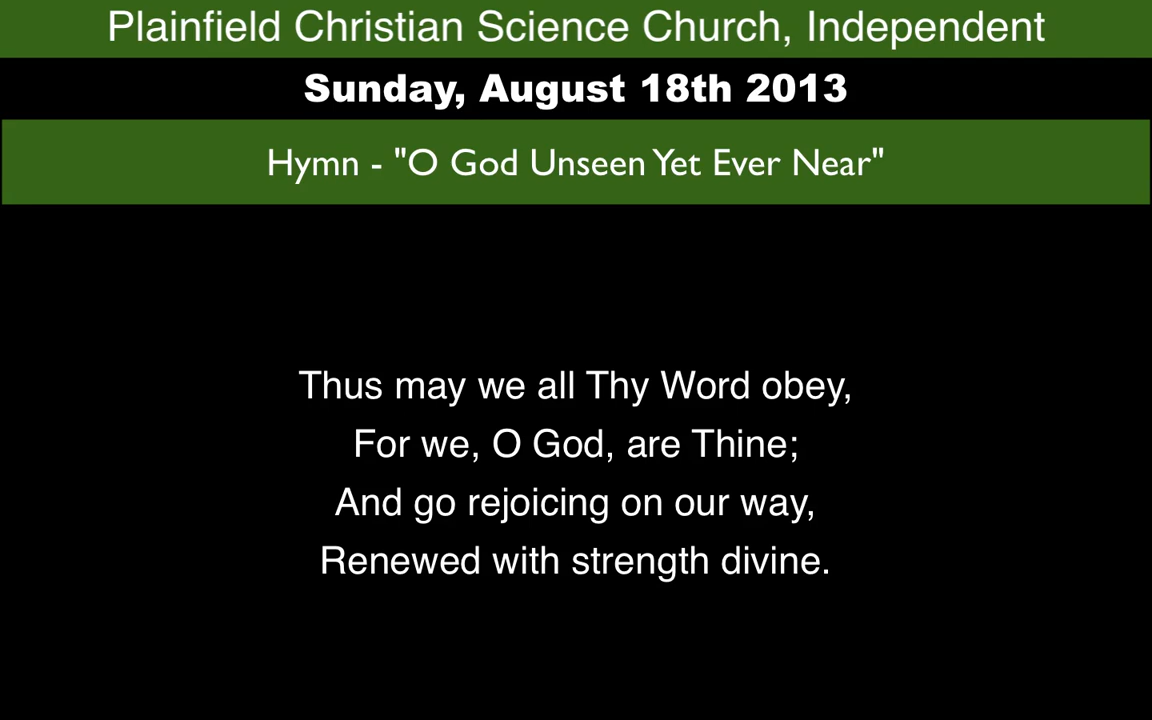 Plainfield Christian Science Church, Independent
Sunday, August 18th 2013
Hymn - "O God Unseen Yet Ever Near"
Thus may we all Thy Word obey,
For we, O God, are Thine;
And go rejoicing on our way,
Renewed with strength divine.